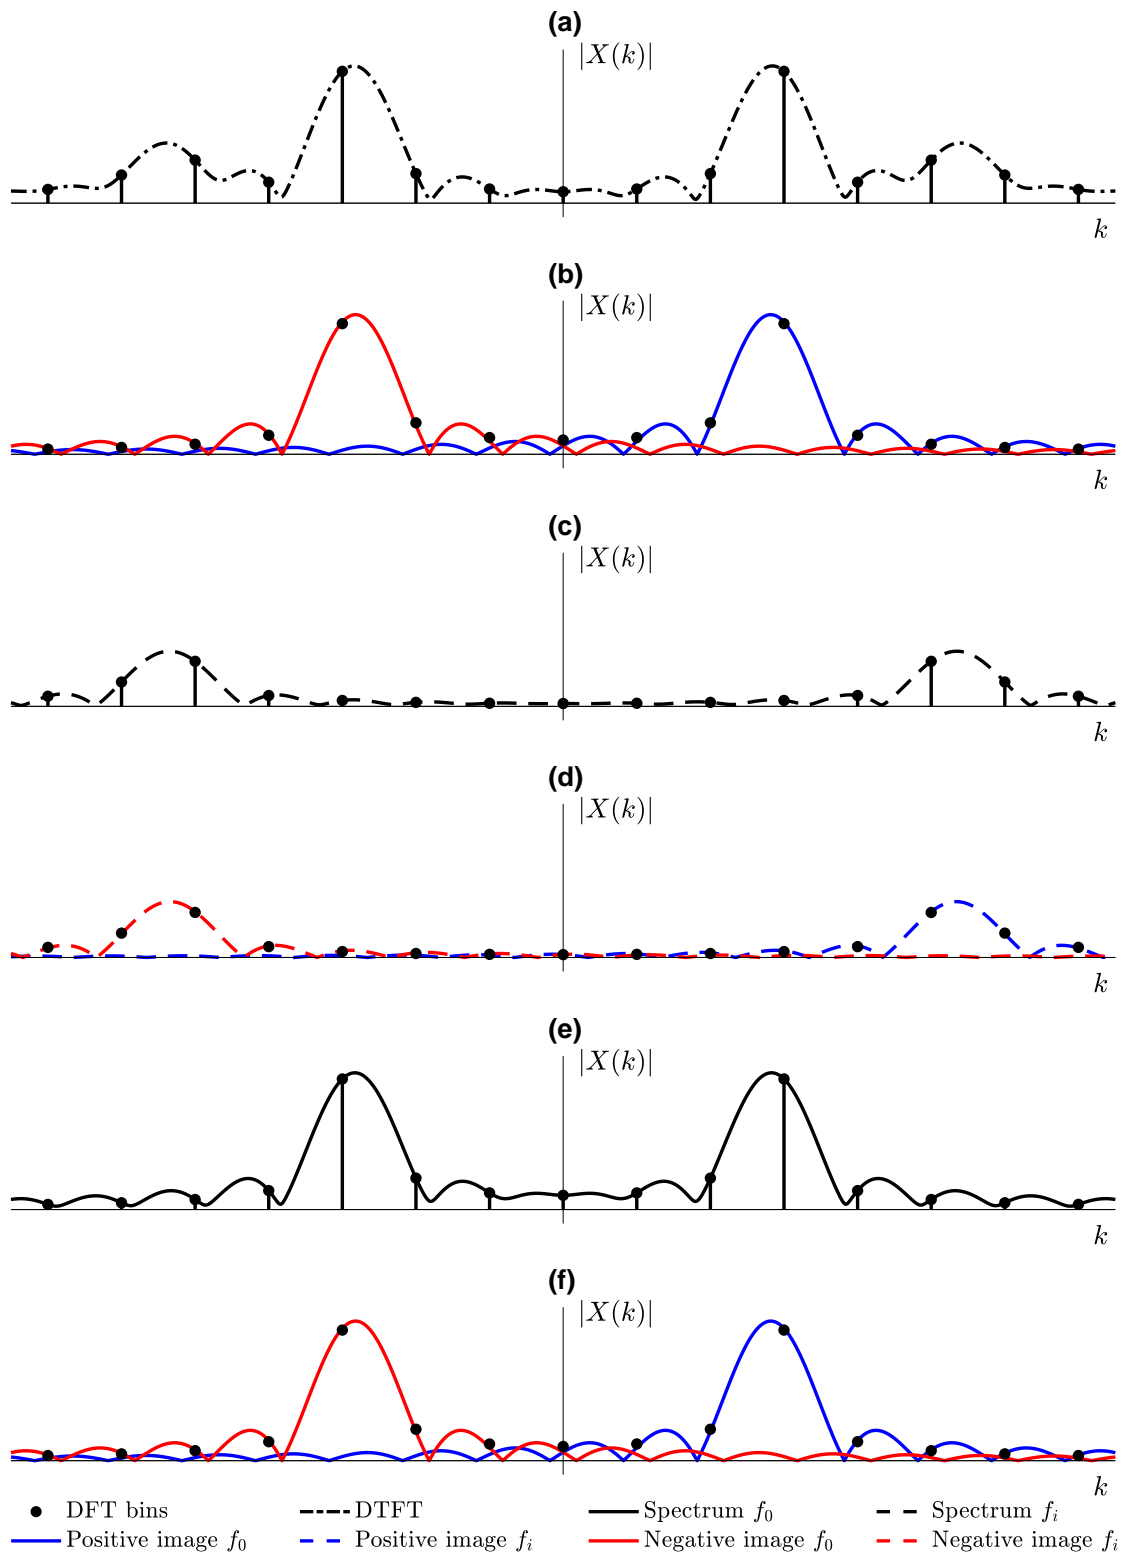 (a)
|X(k)|
k
(b)
|X(k)|
k
(c)
|X(k)|
k
(d)
|X(k)|
k
(e)
|X(k)|
k
(f)
|X(k)|
k
DFT bins DTFT Spectrum f₀ Spectrum fᵢ
Positive image f₀ Positive image fᵢ Negative image f₀ Negative image fᵢ